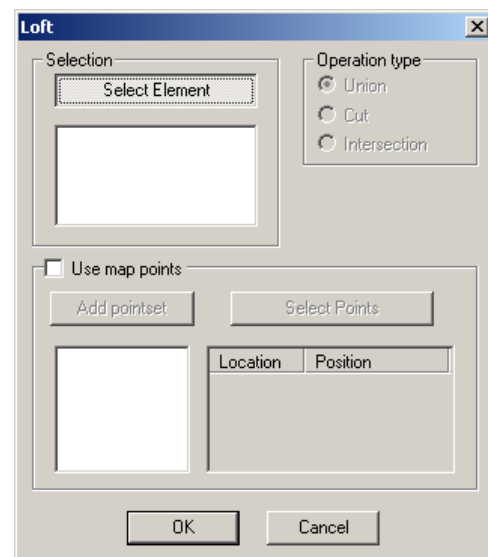 Loft
Selection
Select Element
Operation type
Union
Cut
Intersection
Use map points
Add pointset
Select Points
Location Position
OK Cancel